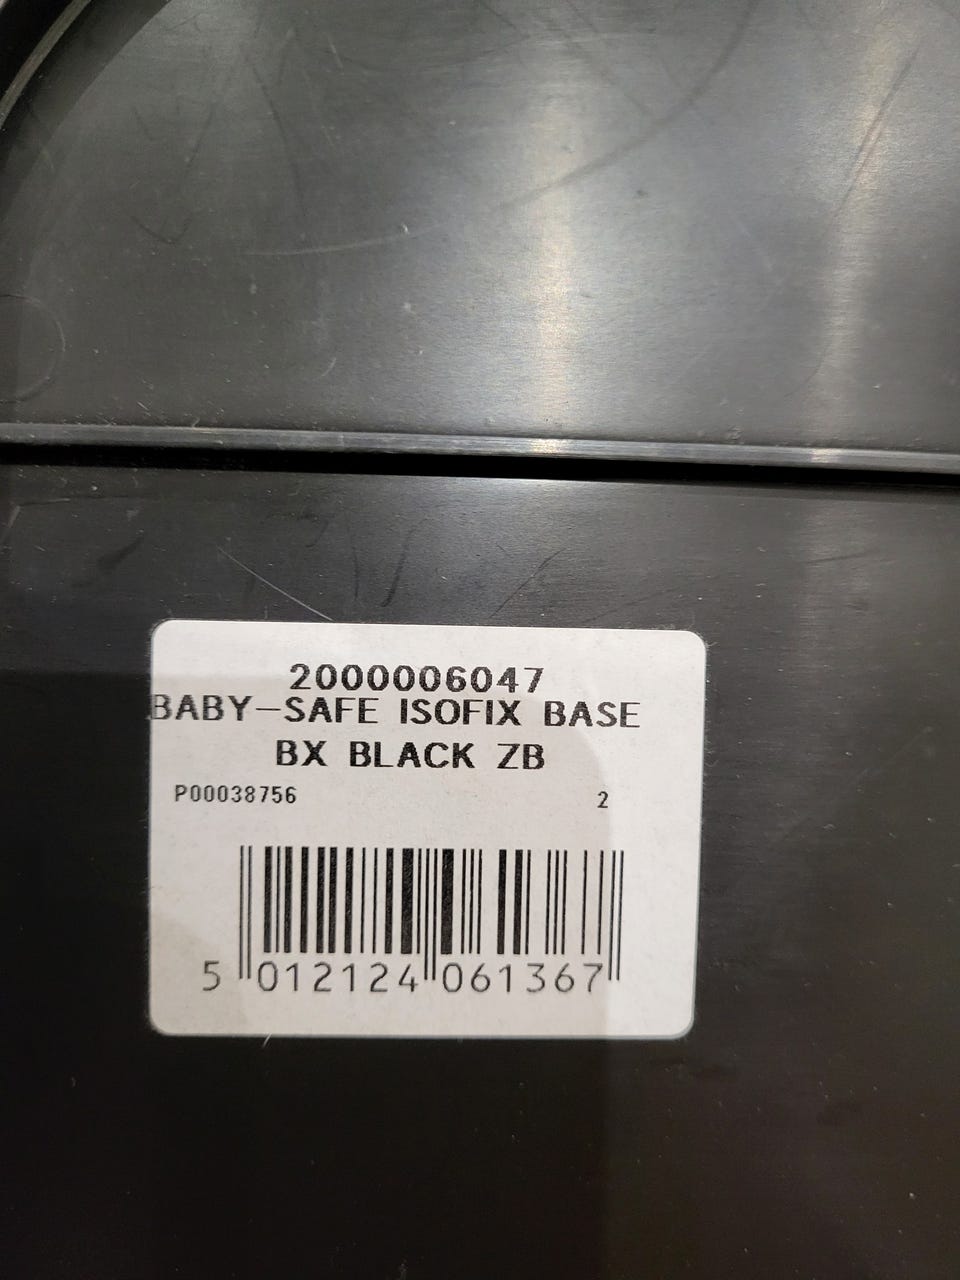 2000006047
BABY-SAFE ISOFIX BASE
BX BLACK ZB
P00038756 2
5 012124 061367